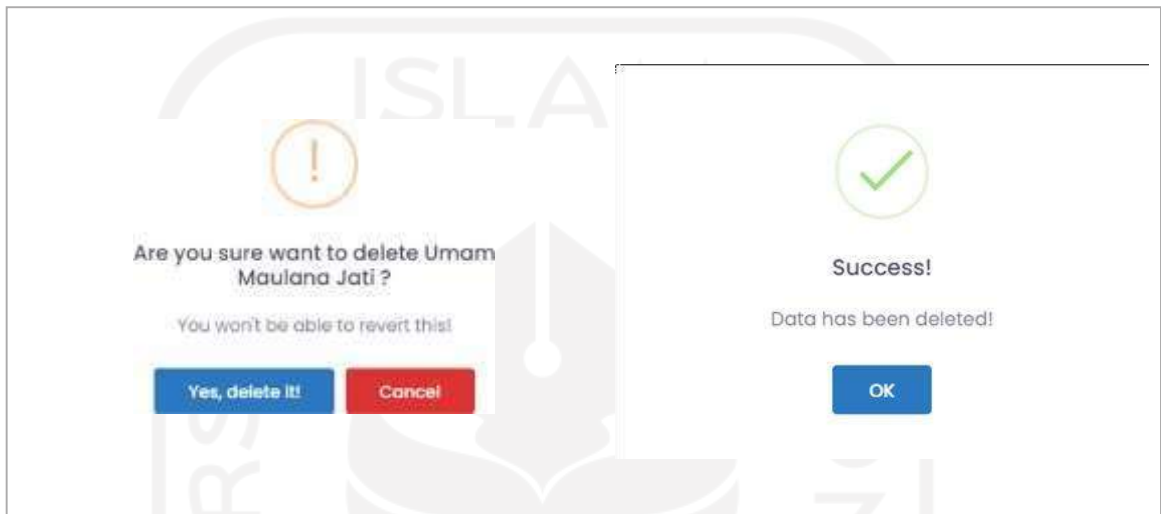 ISLA
Are you sure want to delete Umam
Maulana Jati ?
You won't be able to revert this!
Yes, delete it!
Cancel
Success!
Data has been deleted!
OK